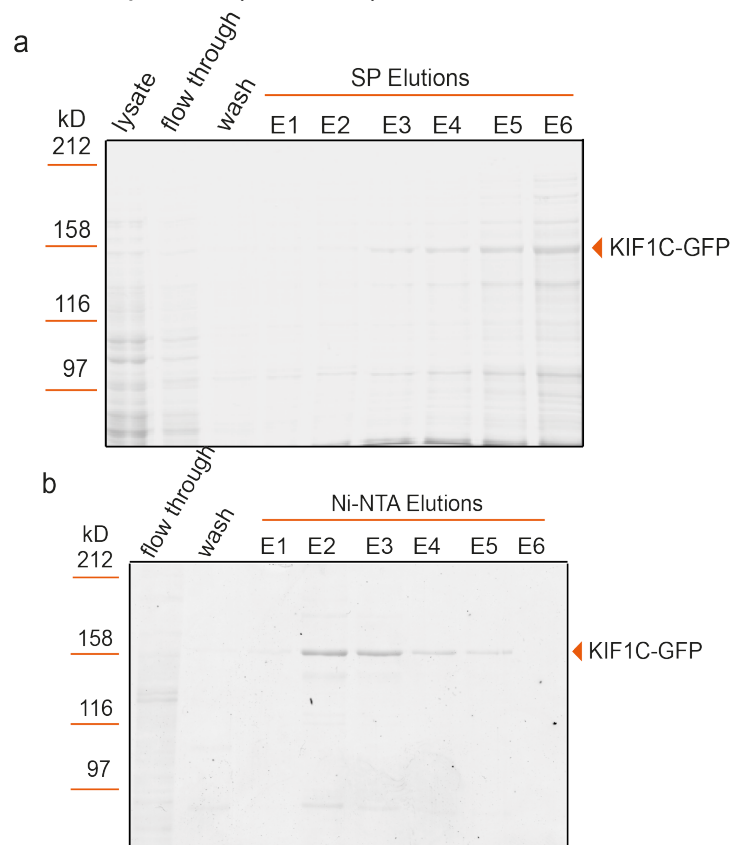 a
lysate
flow through
wash
SP Elutions
kD
E1 E2 E3 E4 E5 E6
212
158
KIF1C-GFP
116
97
b
flow through
wash
Ni-NTA Elutions
kD
E1 E2 E3 E4 E5 E6
212
158
KIF1C-GFP
116
97